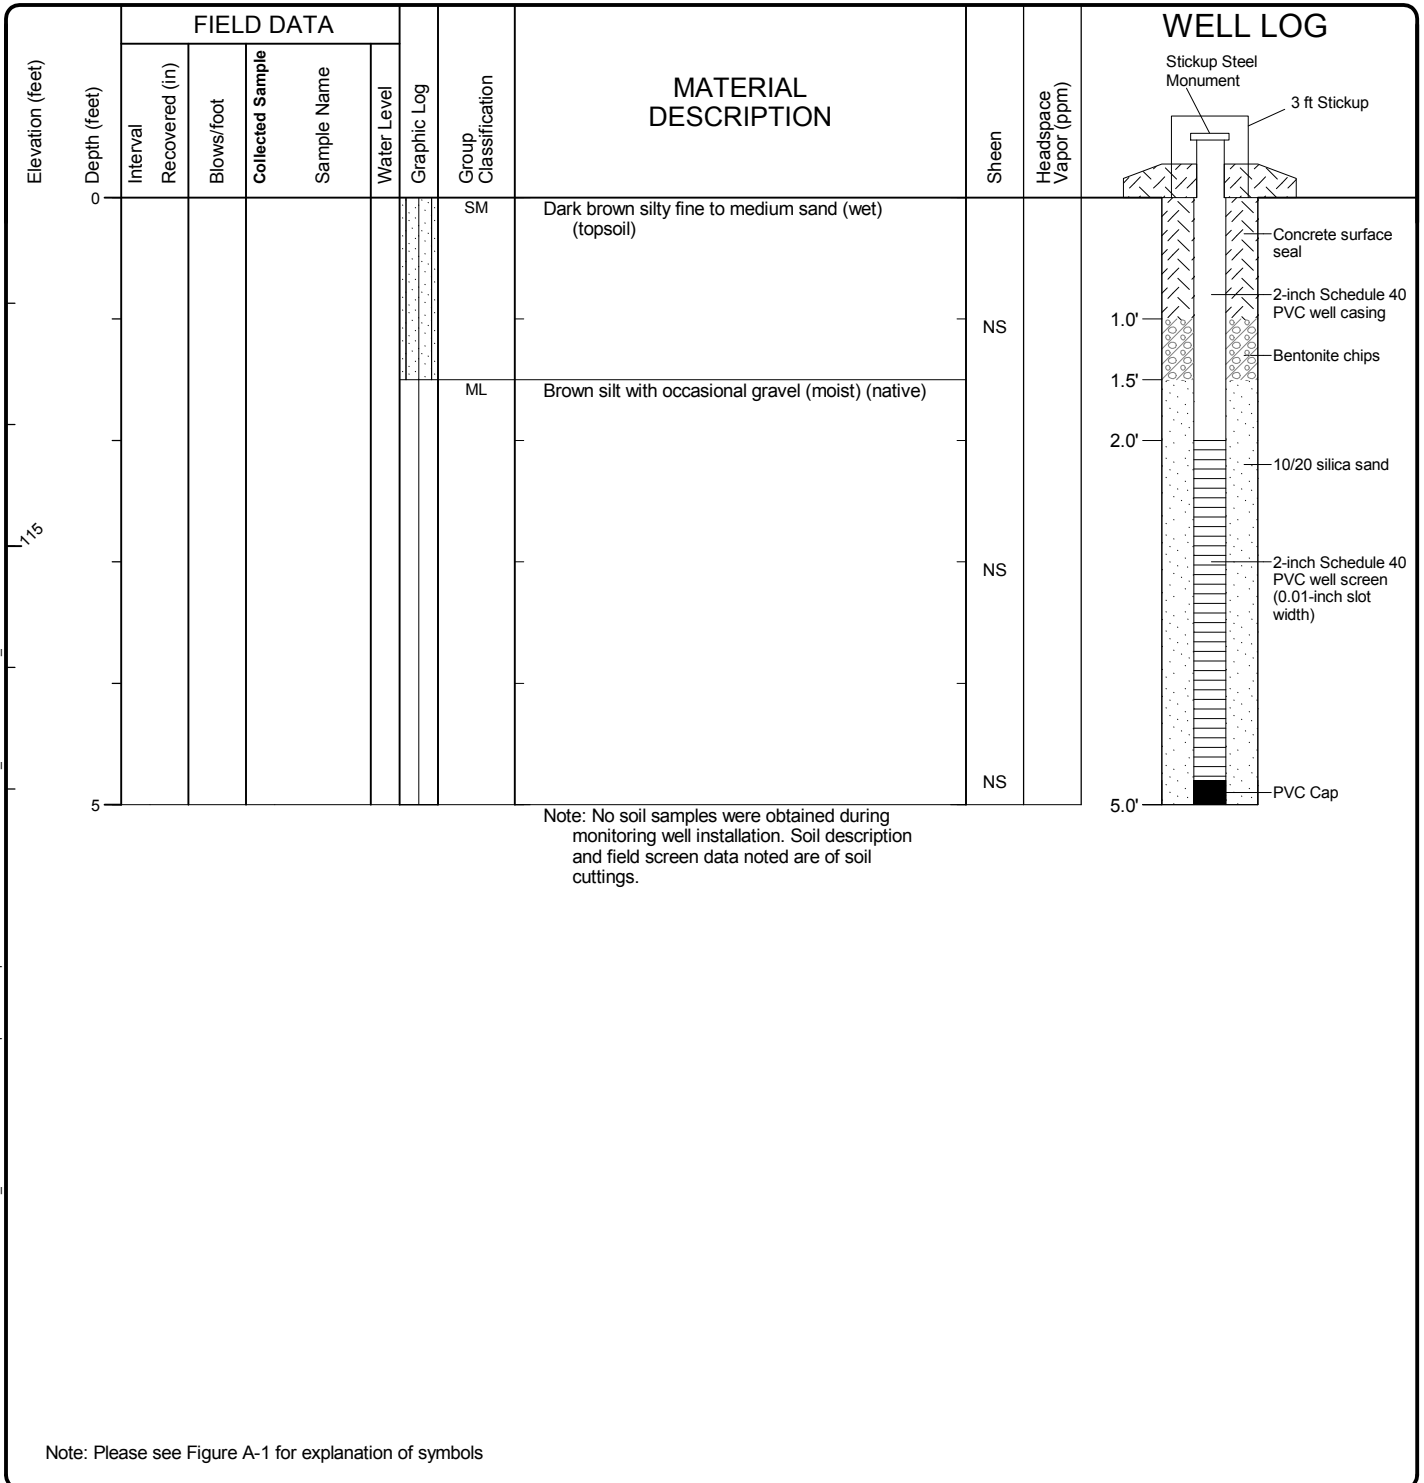 FIELD DATA
WELL LOG
Elevation (feet)
Depth (feet)
Interval
Recovered (in)
Blows/foot
Collected Sample
Sample Name
Water Level
Graphic Log
Group
Classification
MATERIAL
DESCRIPTION
Sheen
Headspace
Vapor (ppm)
Stickup Steel
Monument
3 ft Stickup
0
SM
Dark brown silty fine to medium sand (wet)
(topsoil)
Concrete surface
seal
2-inch Schedule 40
PVC well casing
1.0'
NS
Bentonite chips
1.5'
ML
Brown silt with occasional gravel (moist) (native)
2.0'
10/20 silica sand
115
NS
2-inch Schedule 40
PVC well screen
(0.01-inch slot
width)
NS
PVC Cap
5
5.0'
Note: No soil samples were obtained during
monitoring well installation. Soil description
and field screen data noted are of soil
cuttings.
Note: Please see Figure A-1 for explanation of symbols